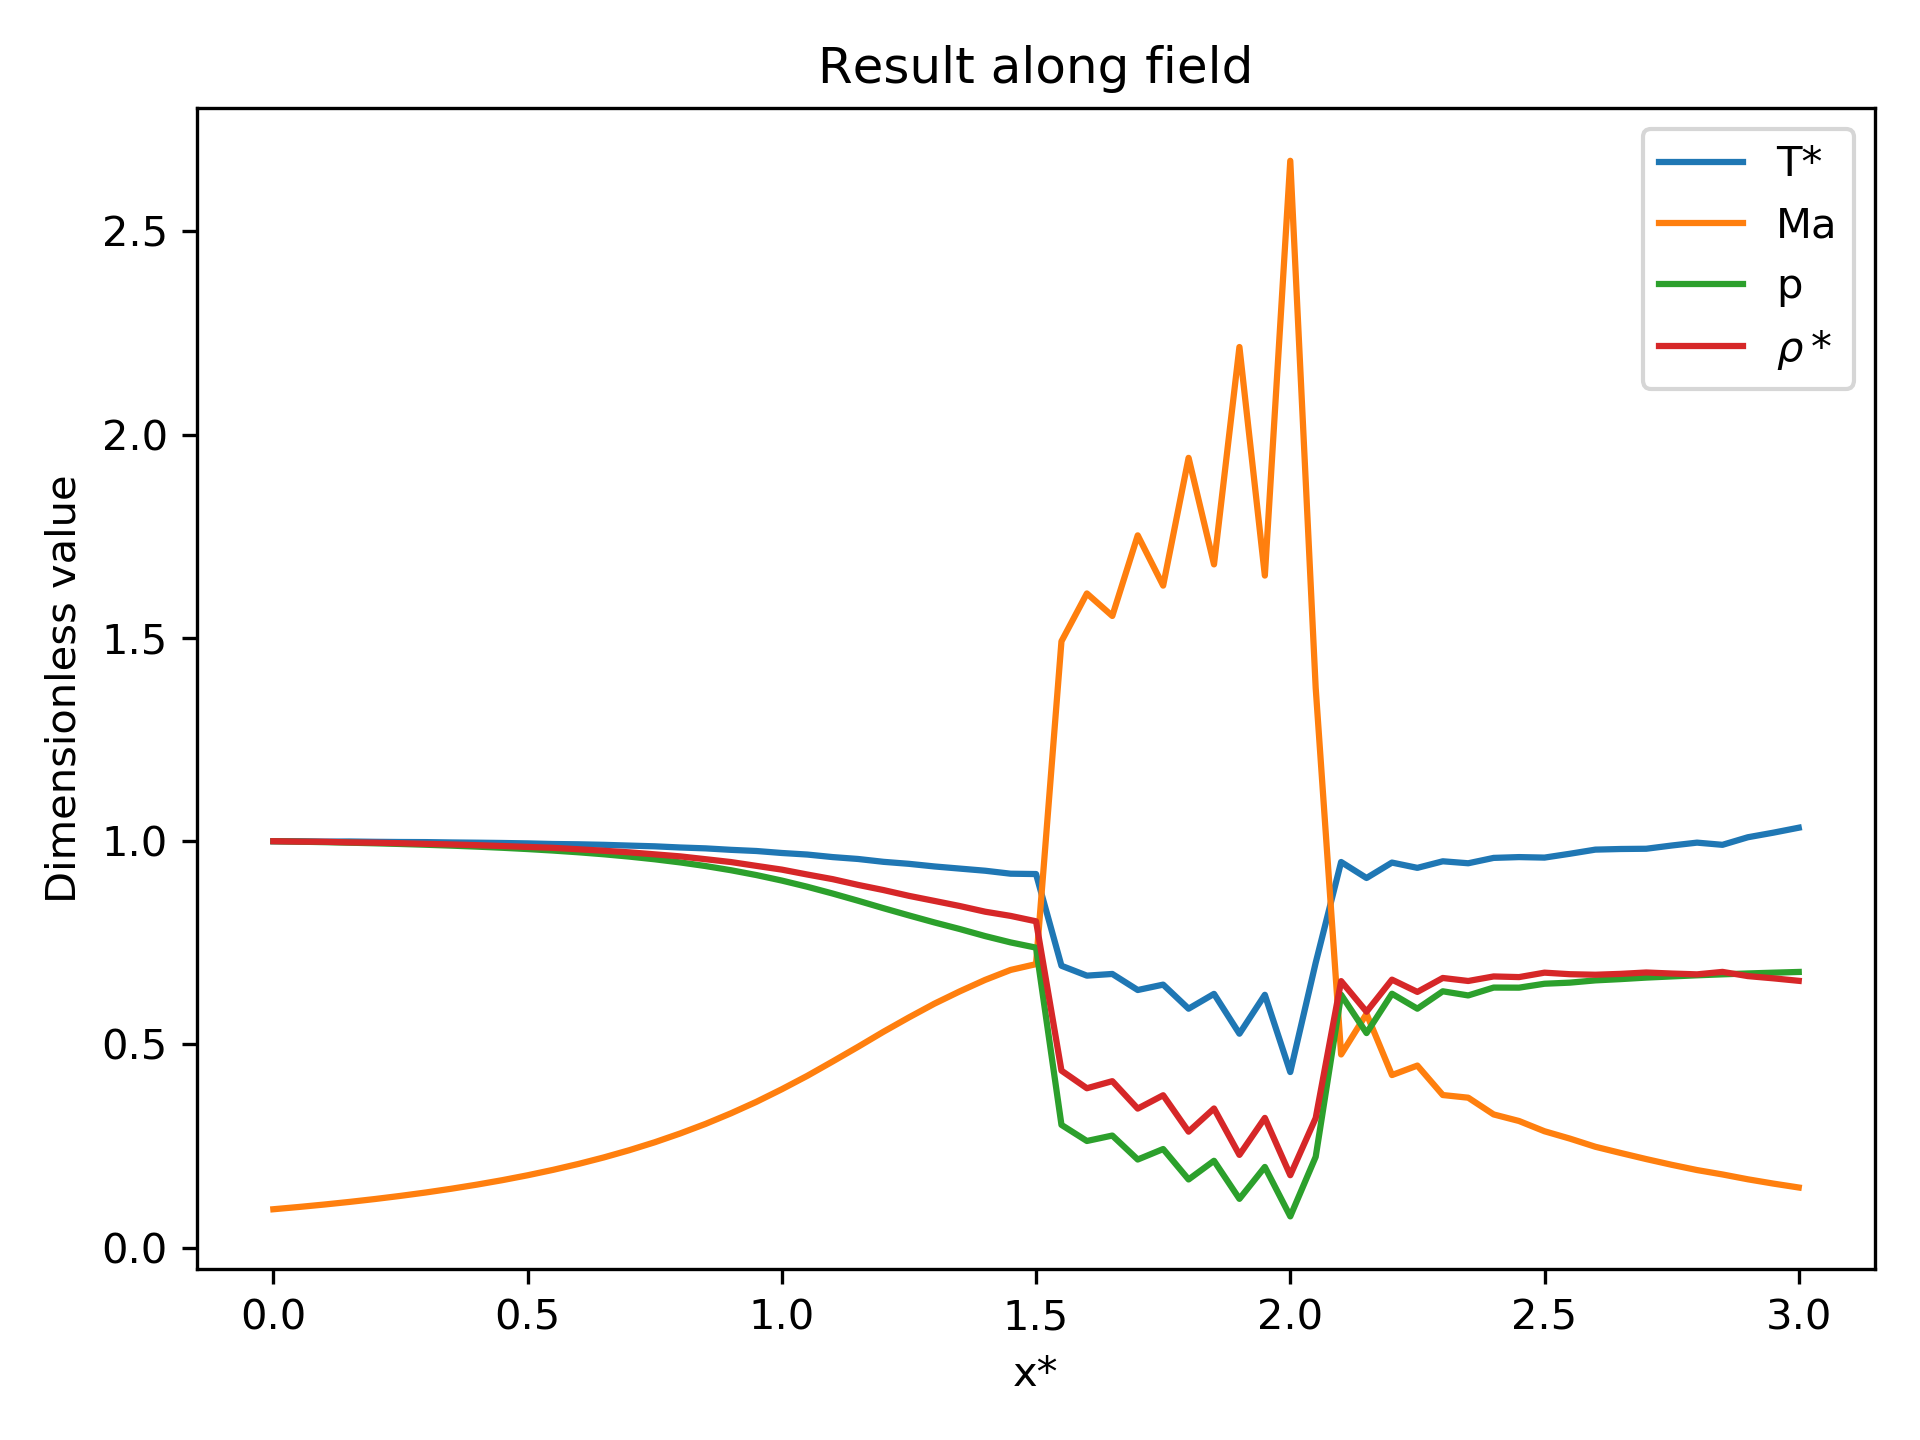 Result along field
Dimensionless value
2.5
2.0
1.5
1.0
0.5
0.0
T*
Ma
p
ρ *
0.0 0.5 1.0 1.5 2.0 2.5 3.0
x*